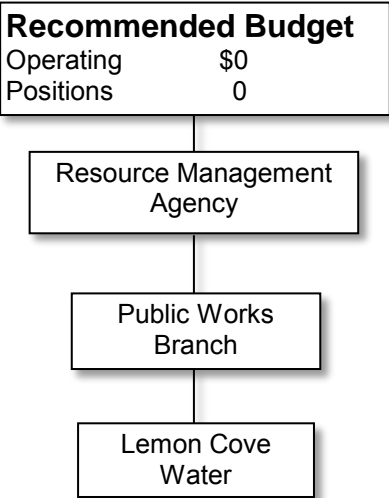 Recommended Budget
Operating $0
Positions 0
Resource Management
Agency
Public Works
Branch
Lemon Cove
Water